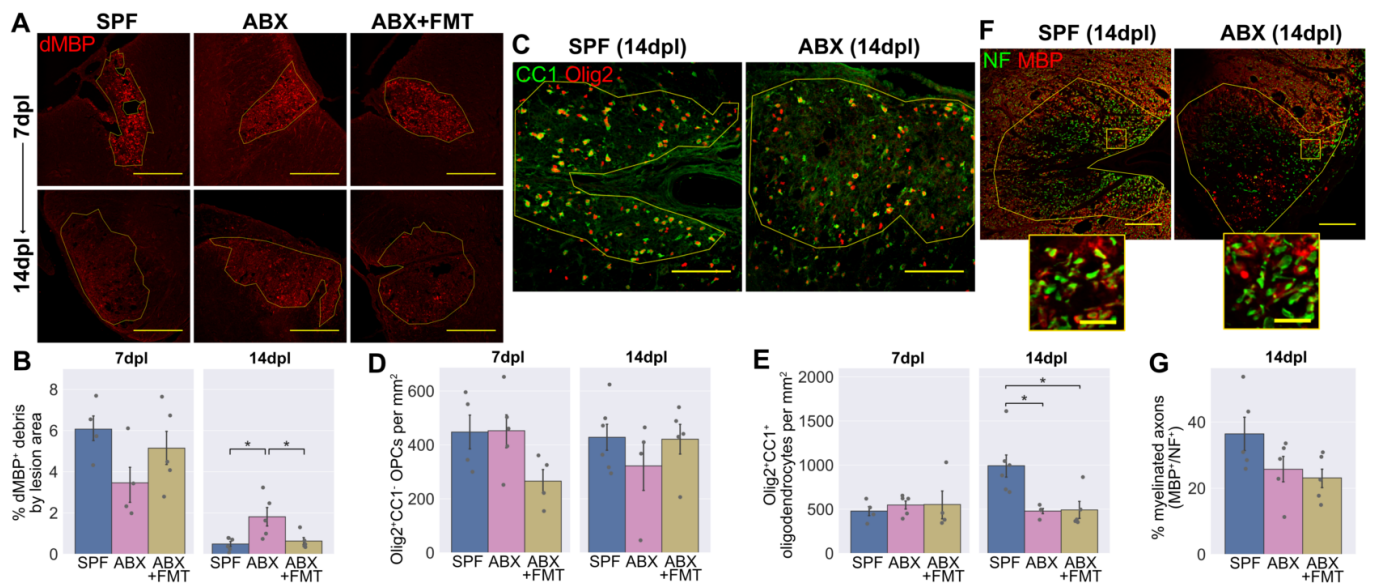 A
SPF
ABX
ABX+FMT
dMBP
7dpl
14dpl
C
SPF (14dpl)
ABX (14dpl)
CC1 Olig2
F
SPF (14dpl)
ABX (14dpl)
NF MBP
B
7dpl
14dpl
% dMBP⁺ debris
by lesion area
8
6
4
2
0
*
*
SPF ABX ABX
+FMT
SPF ABX ABX
+FMT
D
7dpl
14dpl
Olig2⁺CC1⁻ OPCs per mm²
600
400
200
0
SPF ABX ABX
+FMT
SPF ABX ABX
+FMT
E
7dpl
14dpl
Olig2⁺CC1⁺
oligodendrocytes per mm²
2000
1500
1000
500
0
*
*
SPF ABX ABX
+FMT
SPF ABX ABX
+FMT
G
14dpl
% myelinated axons
(MBP⁺/NF⁺)
40
20
0
SPF ABX ABX
+FMT